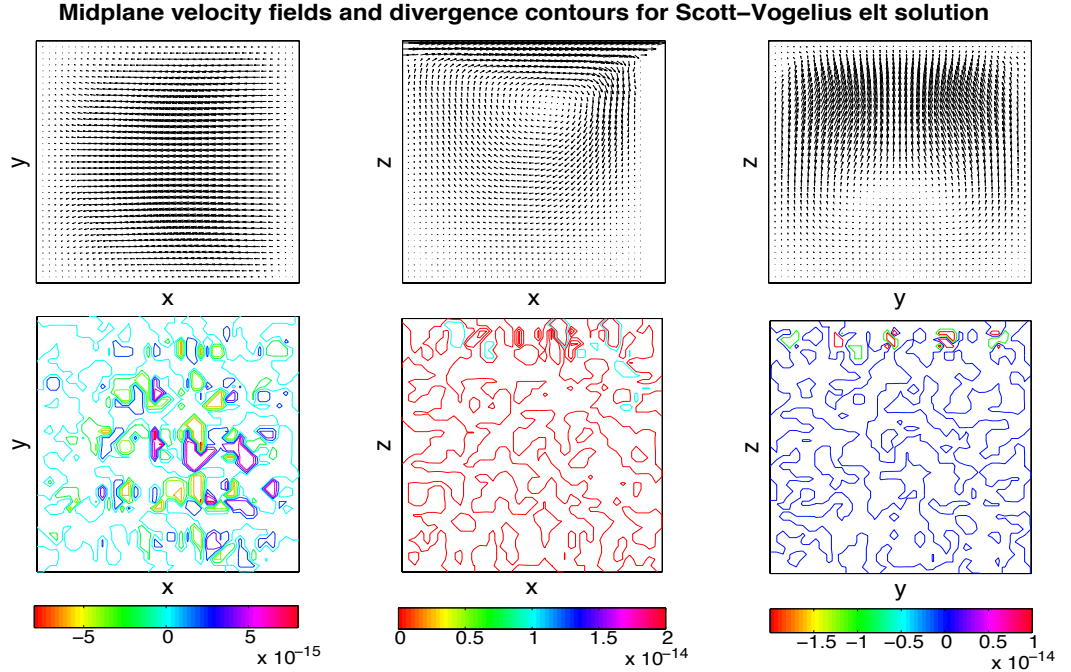 Midplane velocity fields and divergence contours for Scott–Vogelius elt solution
y
x
z
x
z
y
y
x
z
x
z
y
−5 0 5
x 10⁻¹⁵
0 0.5 1 1.5 2
x 10⁻¹⁴
−1.5 −1 −0.5 0 0.5 1
x 10⁻¹⁴